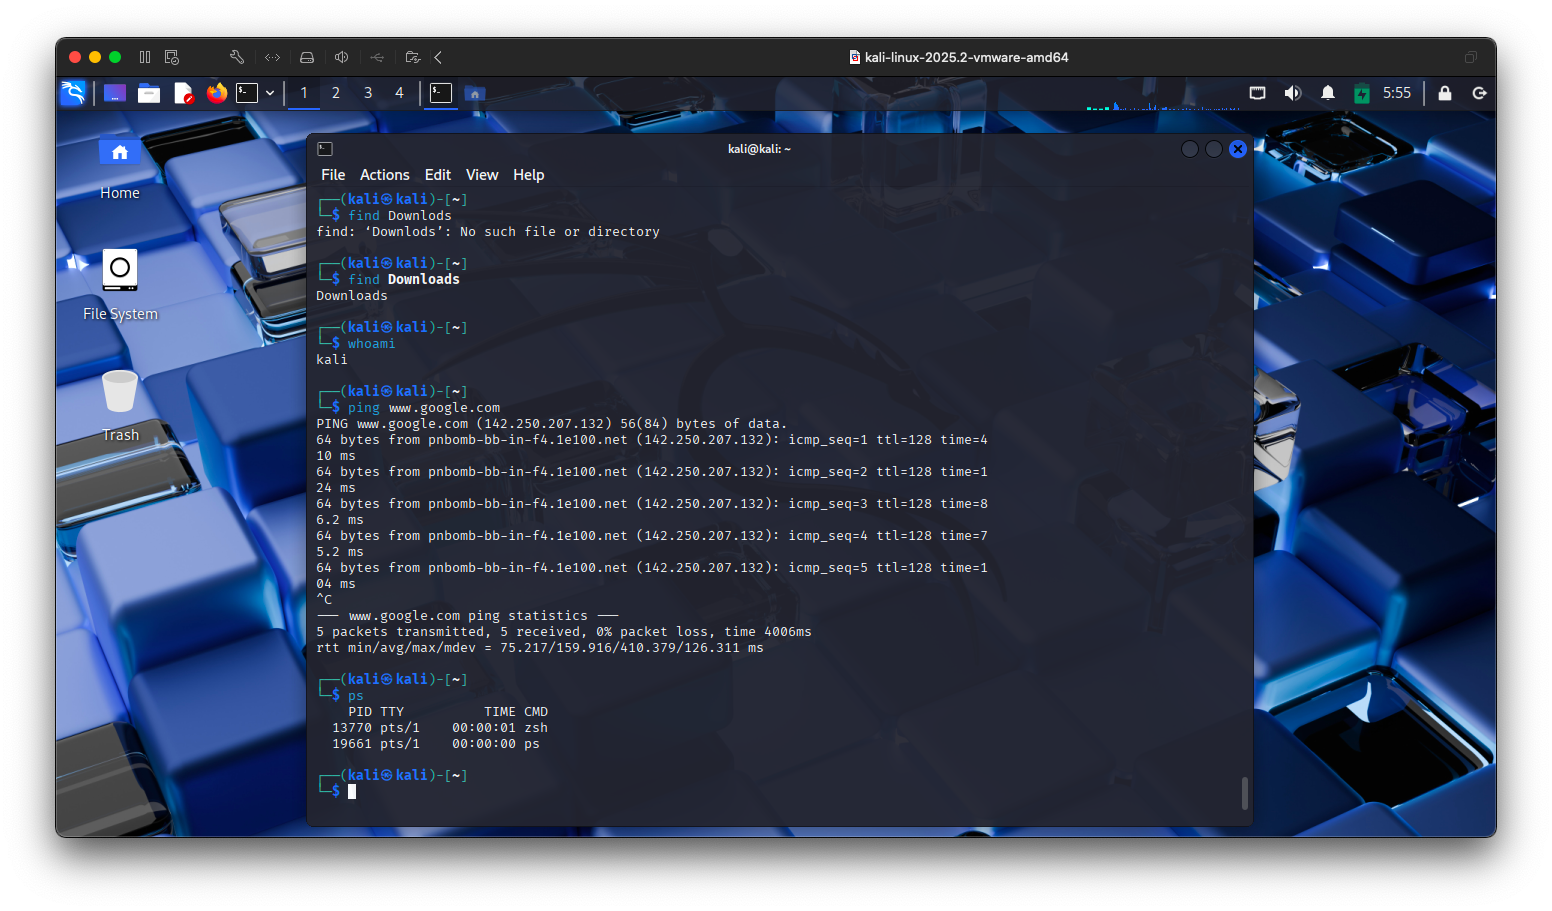 kali-linux-2025.2-vmware-amd64
1 2 3 4
5:55
Home
File System
Trash
kali@kali: ~
File Actions Edit View Help
┌──(kali㉿kali)-[~]
└─$ find Downlods
find: ‘Downlods’: No such file or directory
┌──(kali㉿kali)-[~]
└─$ find Downloads
Downloads
┌──(kali㉿kali)-[~]
└─$ whoami
kali
┌──(kali㉿kali)-[~]
└─$ ping www.google.com
PING www.google.com (142.250.207.132) 56(84) bytes of data.
64 bytes from pnbomb-bb-in-f4.1e100.net (142.250.207.132): icmp_seq=1 ttl=128 time=4
10 ms
64 bytes from pnbomb-bb-in-f4.1e100.net (142.250.207.132): icmp_seq=2 ttl=128 time=1
24 ms
64 bytes from pnbomb-bb-in-f4.1e100.net (142.250.207.132): icmp_seq=3 ttl=128 time=8
6.2 ms
64 bytes from pnbomb-bb-in-f4.1e100.net (142.250.207.132): icmp_seq=4 ttl=128 time=7
5.2 ms
64 bytes from pnbomb-bb-in-f4.1e100.net (142.250.207.132): icmp_seq=5 ttl=128 time=1
04 ms
^C
--- www.google.com ping statistics ---
5 packets transmitted, 5 received, 0% packet loss, time 4006ms
rtt min/avg/max/mdev = 75.217/159.916/410.379/126.311 ms
┌──(kali㉿kali)-[~]
└─$ ps
PID TTY TIME CMD
13770 pts/1 00:00:01 zsh
19661 pts/1 00:00:00 ps
┌──(kali㉿kali)-[~]
└─$